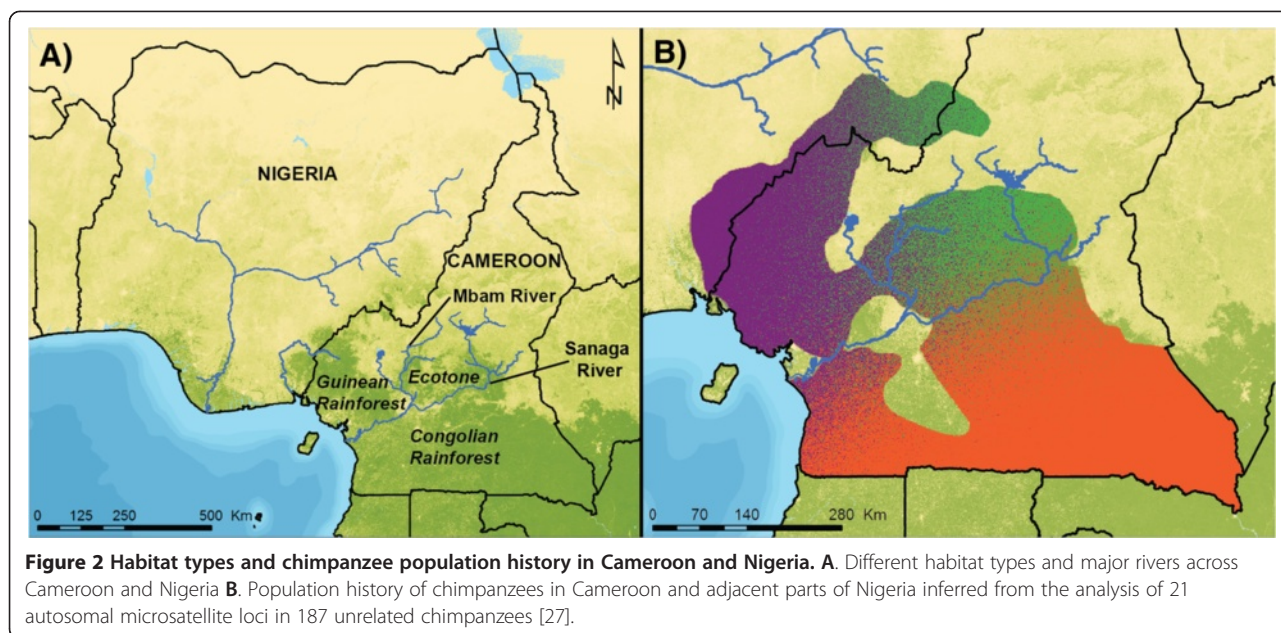 A)
N
NIGERIA
CAMEROON
Mbam River
Sanaga
River
Guinean
Rainforest
Ecotone
Congolian
Rainforest
0 125 250 500 Km
B)
0 70 140 280 Km
Figure 2 Habitat types and chimpanzee population history in Cameroon and Nigeria. A. Different habitat types and major rivers across
Cameroon and Nigeria B. Population history of chimpanzees in Cameroon and adjacent parts of Nigeria inferred from the analysis of 21
autosomal microsatellite loci in 187 unrelated chimpanzees [27].